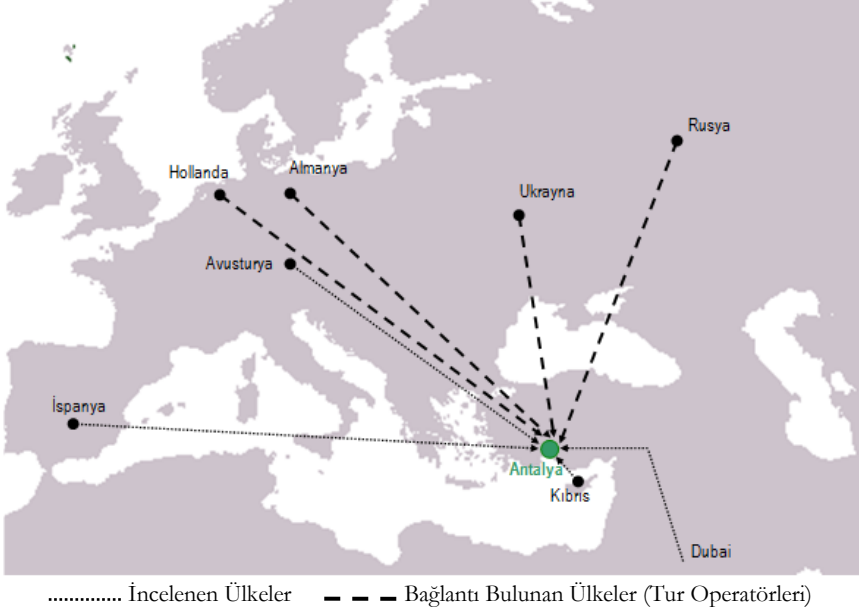 Rusya
Hollanda
Almanya
Ukrayna
Avusturya
İspanya
Antalya
Kıbrıs
Dubai
.............. İncelenen Ülkeler
Bağlantı Bulunan Ülkeler (Tur Operatörleri)